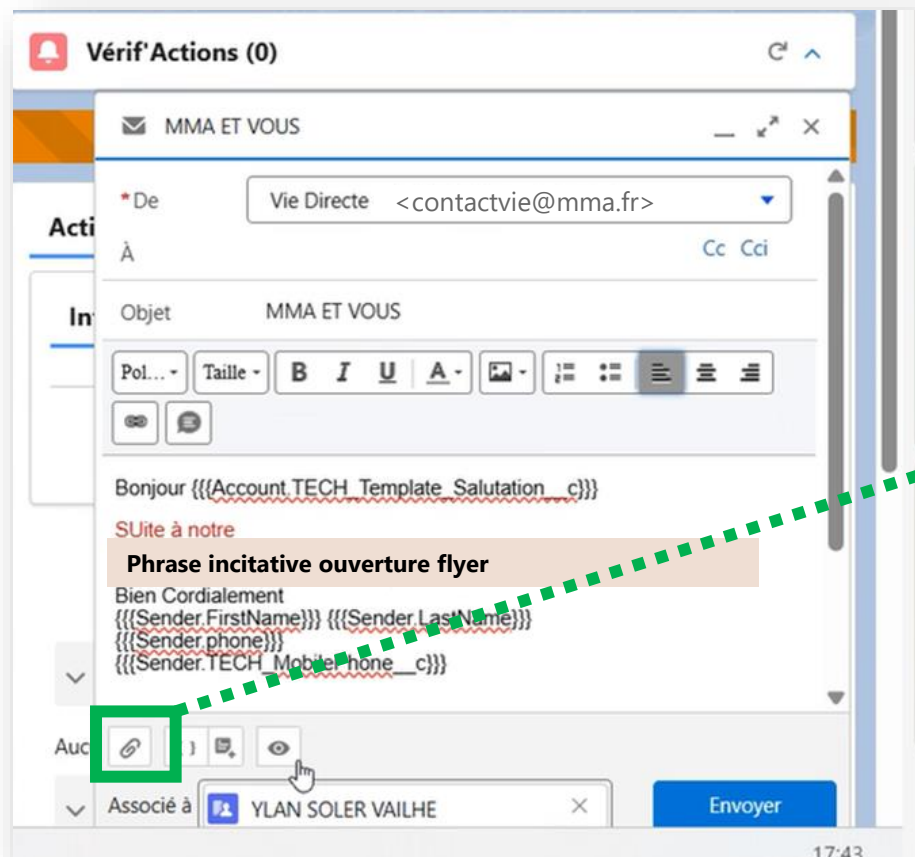 Vérif'Actions (0)
MMA ET VOUS
* De Vie Directe <contactvie@mma.fr>
Acti
À Cc Cci
In
Objet MMA ET VOUS
Pol... Taille B I U A
Bonjour {{{Account.TECH_Template_Salutation__c}}}
SUite à notre
Phrase incitative ouverture flyer
Bien Cordialement
{{{Sender.FirstName}}} {{{Sender.LastName}}}
{{{Sender.phone}}}
{{{Sender.TECH_MobilePhone__c}}}
Auc
Associé à YLAN SOLER VAILHE Envoyer
17:43